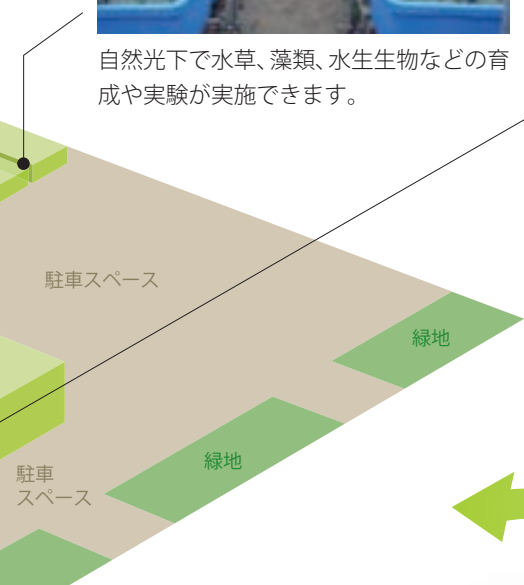 自然光下で水草、藻類、水生生物などの育
成や実験が実施できます。
駐車スペース
緑地
緑地
駐車
スペース